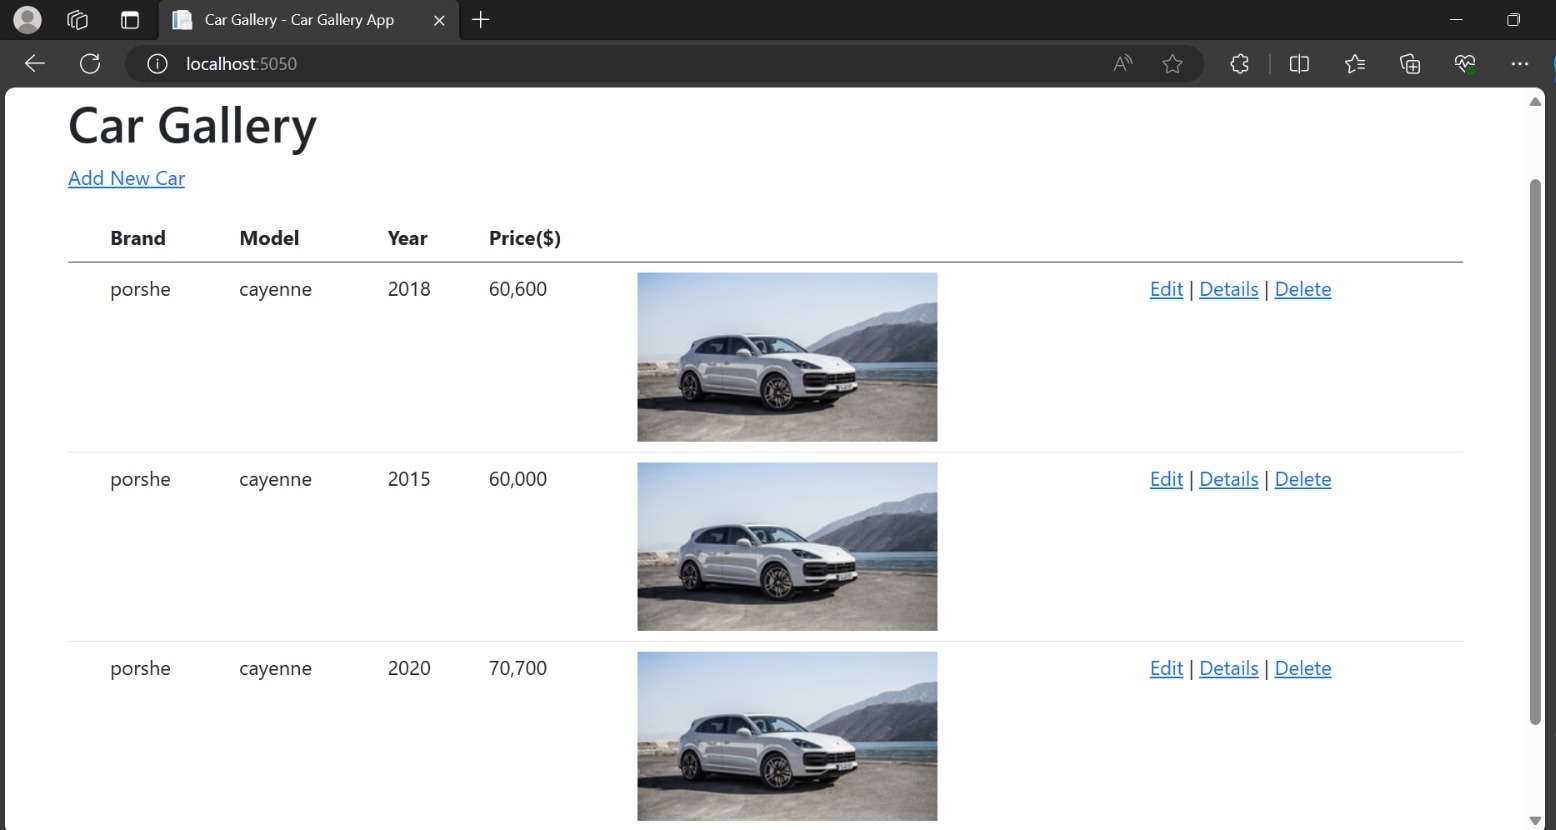 Car Gallery - Car Gallery App
localhost:5050
Car Gallery
Add New Car
Brand Model Year Price($)
porshe cayenne 2018 60,600 Edit | Details | Delete
porshe cayenne 2015 60,000 Edit | Details | Delete
porshe cayenne 2020 70,700 Edit | Details | Delete